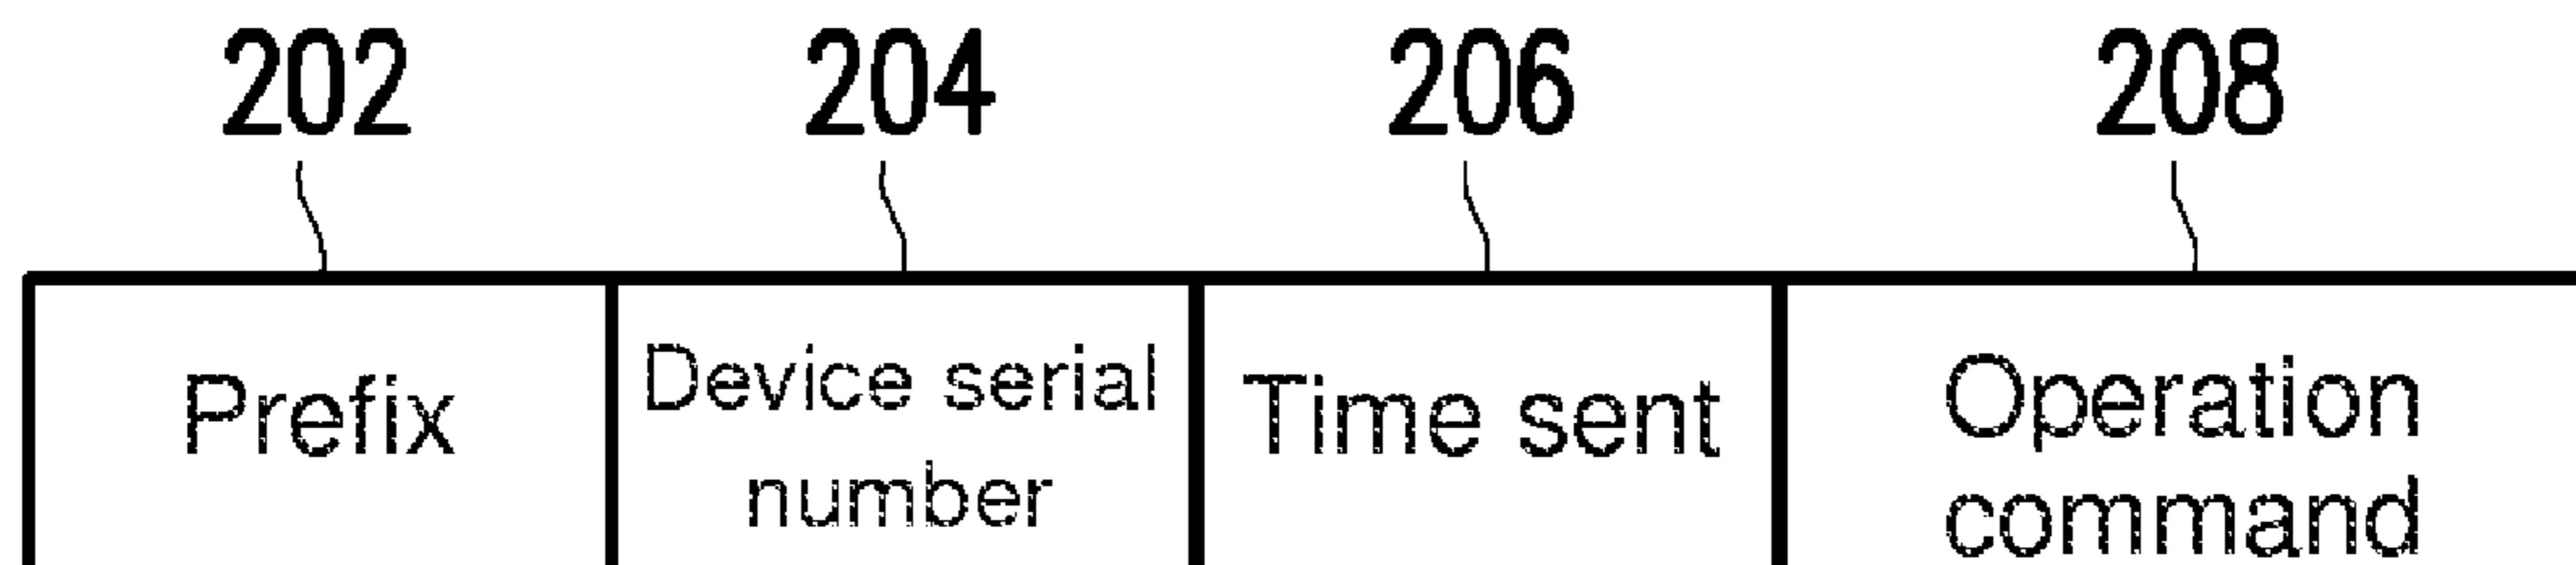 202 204 206 208
Prefix Device serial number Time sent Operation command